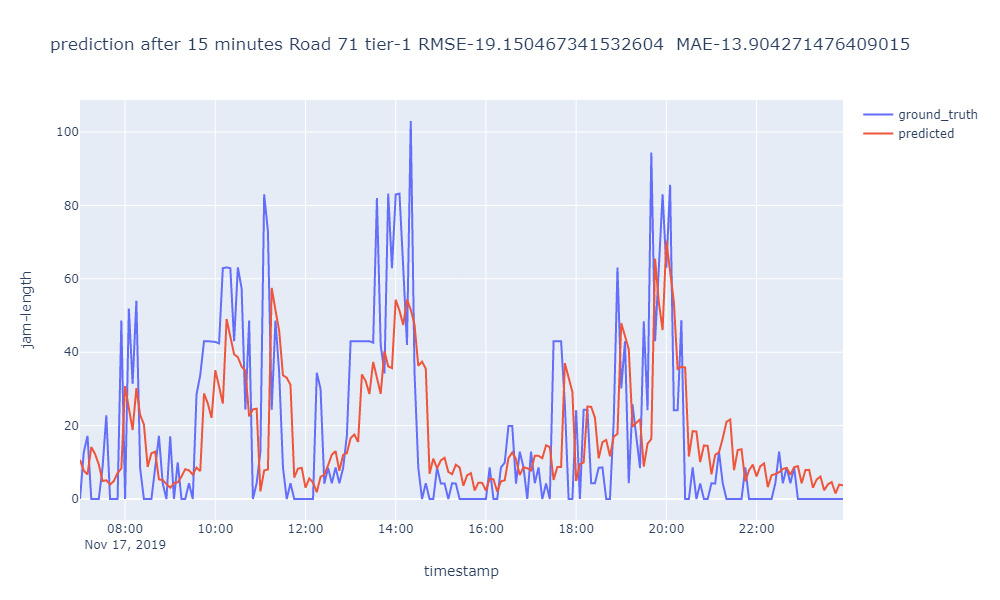 prediction after 15 minutes Road 71 tier-1 RMSE-19.150467341532604 MAE-13.904271476409015
ground_truth
predicted
100
80
60
40
20
0
jam-length
08:00 10:00 12:00 14:00 16:00 18:00 20:00 22:00
Nov 17, 2019
timestamp